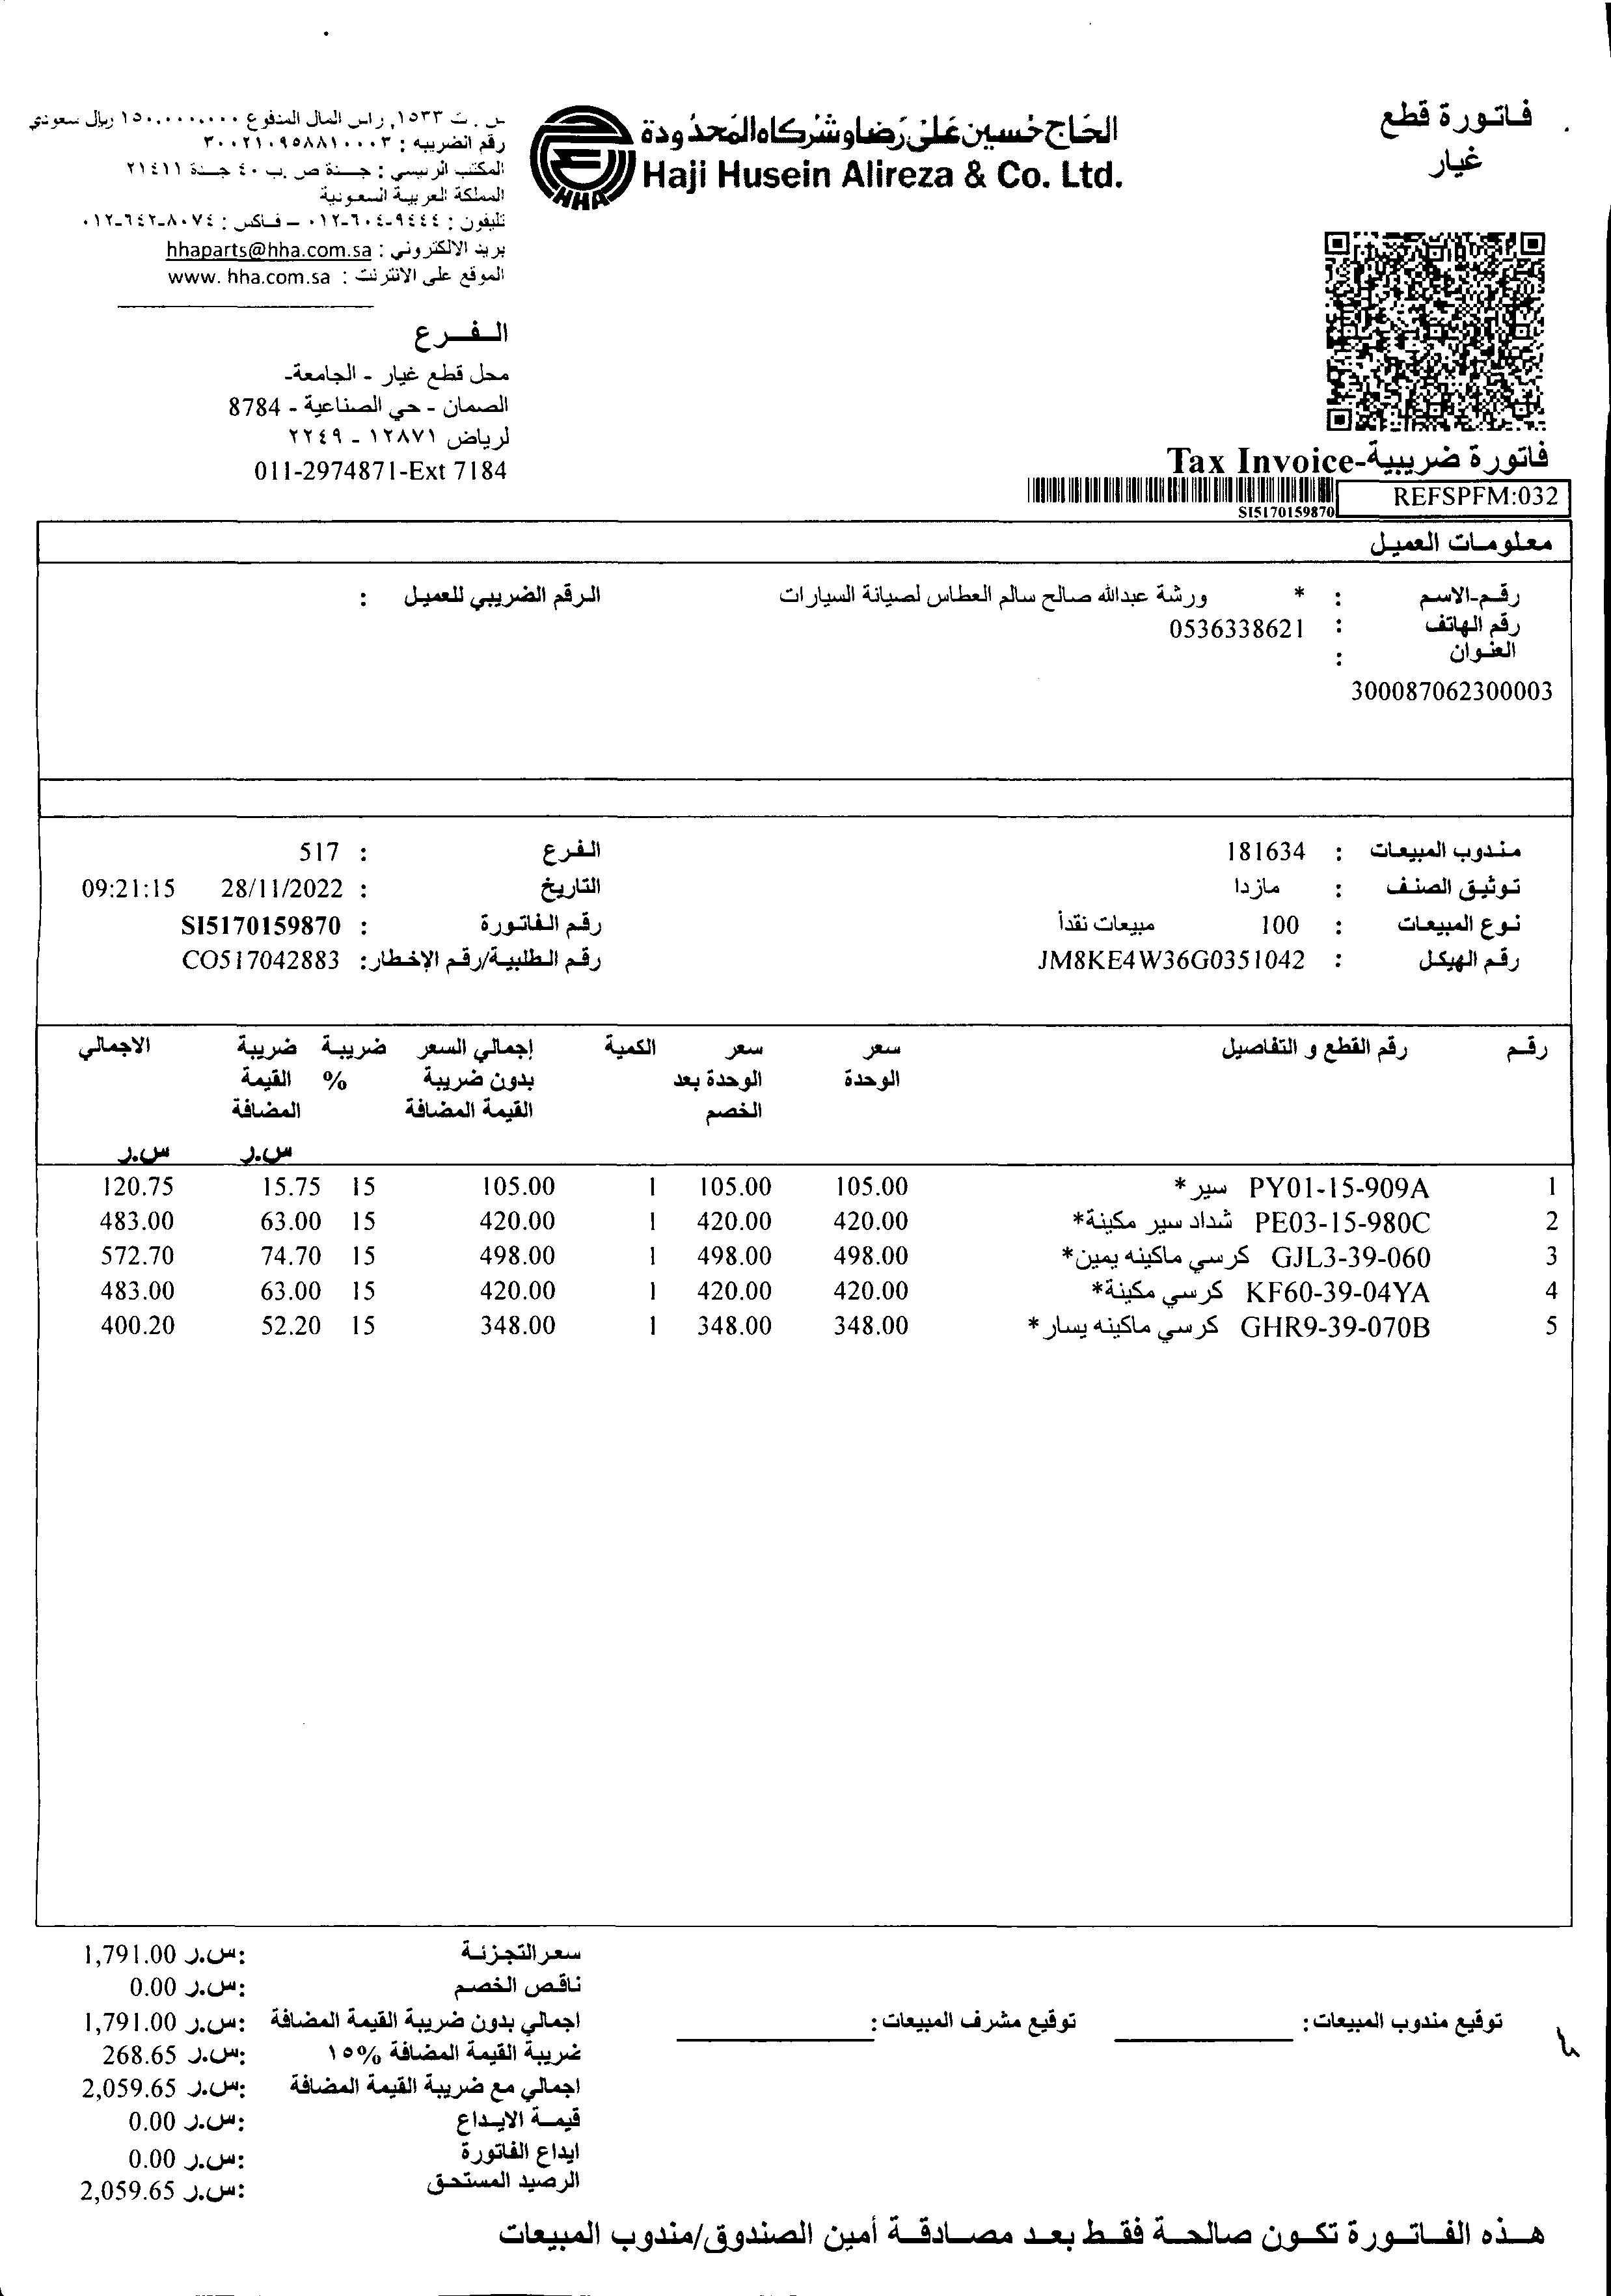 فاتورة قطع
غيار
الحاج حسين علي رضا وشركاه المحدودة
Haji Husein Alireza & Co. Ltd.
HHA
س . ت ١٥٣٣, راس المال المدفوع ١٥٠.٠٠٠.٠٠٠ ريال سعودي
رقم الضريبه : ٣٠٠٢١٠٩٥٨٨١٠٠٠٣
المكتب الرئيسي : جـدة ص .ب ٤٠ جدة ٢١٤١١
المملكة العربية السعودية
تليفون : ٩٤٤٤-٦٠٤-٠١٢ – فاكس : ٨٠٧٤-٦٤٢-٠١٢
بريد الالكتروني : hhaparts@hha.com.sa
الموقع على الانترنت : www. hha.com.sa
الـفـرع
محل قطع غيار - الجامعة-
الصمان - حي الصناعية - 8784
لرياض ١٢٨٧١ - ٢٢٤٩
011-2974871-Ext 7184
فاتورة ضريبية-Tax Invoice
REFSPFM:032
SI5170159870
معلومات العميل
رقم-الاسم : * ورشة عبدالله صالح سالم العطاس لصيانة السيارات الرقم الضريبي للعميل :
رقم الهاتف : 0536338621
العنوان :
300087062300003
مندوب المبيعات : 181634 الفرع : 517
توثيق الصنف : مازدا التاريخ : 28/11/2022 09:21:15
نوع المبيعات : 100 مبيعات نقدأ رقم الفاتورة : SI5170159870
رقم الهيكل : JM8KE4W36G0351042 رقم الطلبية/رقم الإخطار: CO517042883
رقم رقم القطع و التفاصيل سعر سعر الكمية إجمالي السعر ضريبة ضريبة الاجمالي
الوحدة الوحدة بعد بدون ضريبة % القيمة
الخصم القيمة المضافة المضافة
س.ر س.ر
1 PY01-15-909A سير * 105.00 105.00 1 105.00 15 15.75 120.75
2 PE03-15-980C شداد سير مكينة* 420.00 420.00 1 420.00 15 63.00 483.00
3 GJL3-39-060 كرسي ماكينه يمين* 498.00 498.00 1 498.00 15 74.70 572.70
4 KF60-39-04YA كرسي مكينة* 420.00 420.00 1 420.00 15 63.00 483.00
5 GHR9-39-070B كرسي ماكينه يسار * 348.00 348.00 1 348.00 15 52.20 400.20
سعرالتجزئة :س.ر 1,791.00
ناقص الخصم :س.ر 0.00
توقيع مندوب المبيعات: توقيع مشرف المبيعات: اجمالي بدون ضريبة القيمة المضافة :س.ر 1,791.00
ضريبة القيمة المضافة %١٥ :س.ر 268.65
اجمالي مع ضريبة القيمة المضافة :س.ر 2,059.65
قيمة الايداع :س.ر 0.00
ايداع الفاتورة :س.ر 0.00
الرصيد المستحق :س.ر 2,059.65
هـذه الفاتورة تكون صالحة فقط بعد مصادقة أمين الصندوق/مندوب المبيعات